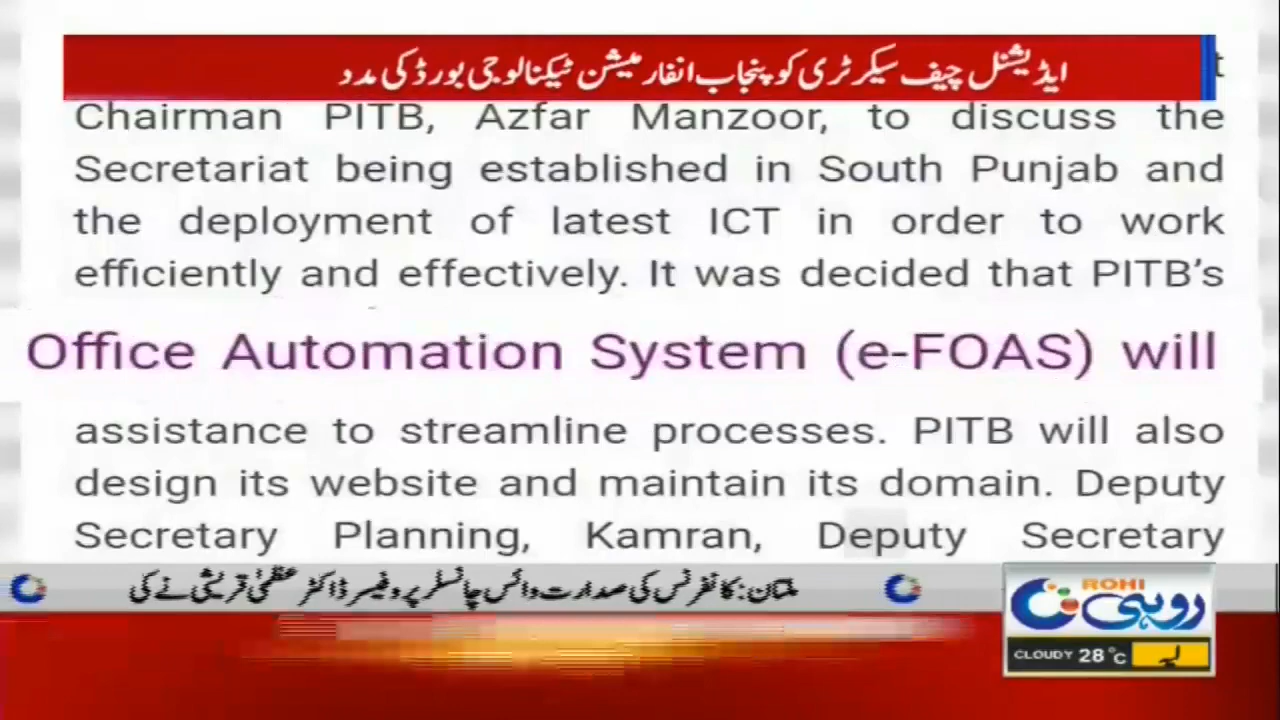 ایڈیشنل چیف سیکرٹری کو پنجاب انفارمیشن ٹیکنالوجی بورڈ کی مدد
t
Chairman PITB, Azfar Manzoor, to discuss the
Secretariat being established in South Punjab and
the deployment of latest ICT in order to work
efficiently and effectively. It was decided that PITB’s
Office Automation System (e-FOAS) will
assistance to streamline processes. PITB will also
design its website and maintain its domain. Deputy
Secretary Planning, Kamran, Deputy Secretary
ملتان: کانفرنس کی صدارت وائس چانسلر پروفیسر ڈاکٹر عظمیٰ قریشی نے کی
ROHI
روہی
CLOUDY 28°C
لیہ